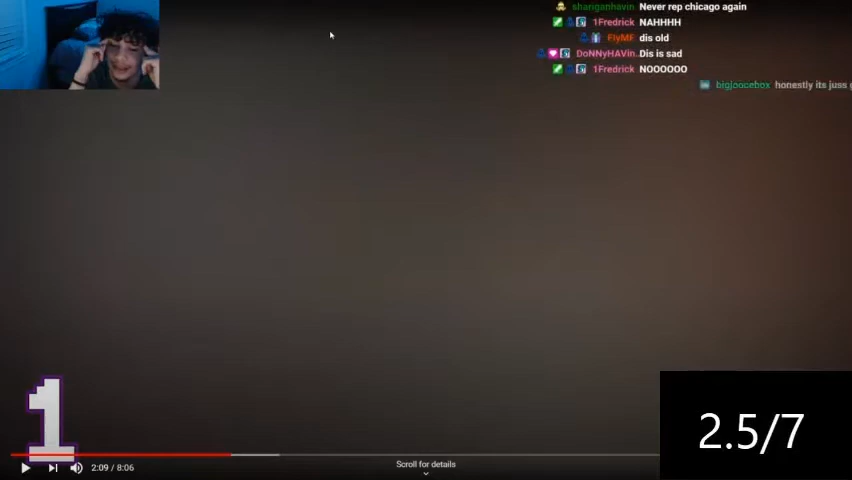 shariganhavin Never rep chicago again
1Fredrick NAHHHH
FlyMF dis old
DoNNyHAVin Dis is sad
1Fredrick NOOOOOO
bigjoocebox honestly its juss
1
2.5/7
2:09 / 8:06
Scroll for details